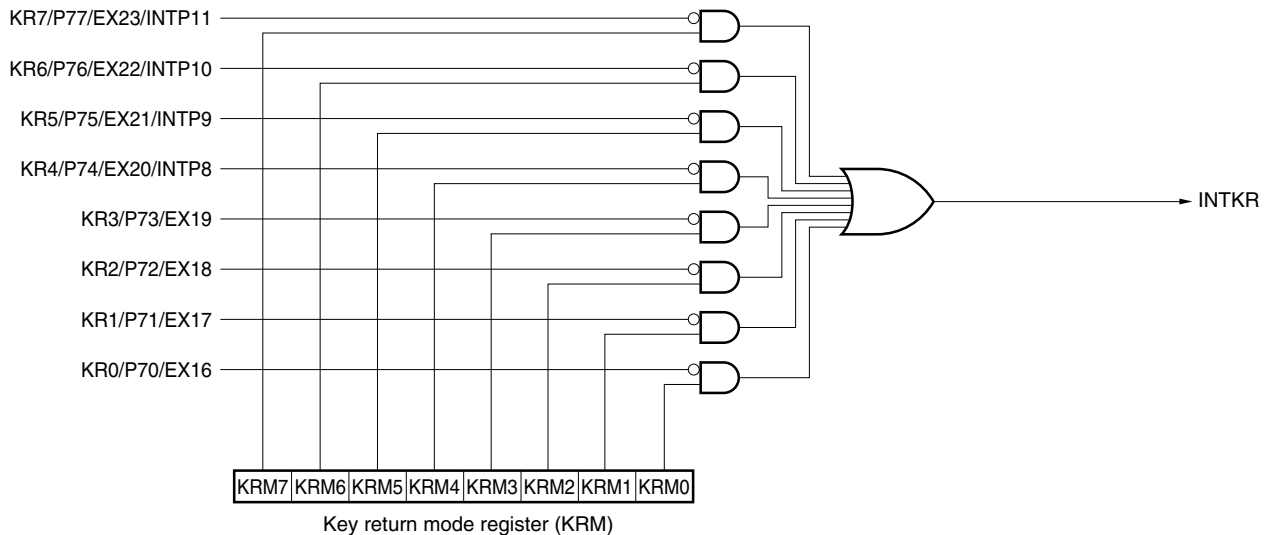 KR7/P77/EX23/INTP11
KR6/P76/EX22/INTP10
KR5/P75/EX21/INTP9
KR4/P74/EX20/INTP8
KR3/P73/EX19
INTKR
KR2/P72/EX18
KR1/P71/EX17
KR0/P70/EX16
KRM7 KRM6 KRM5 KRM4 KRM3 KRM2 KRM1 KRM0
Key return mode register (KRM)